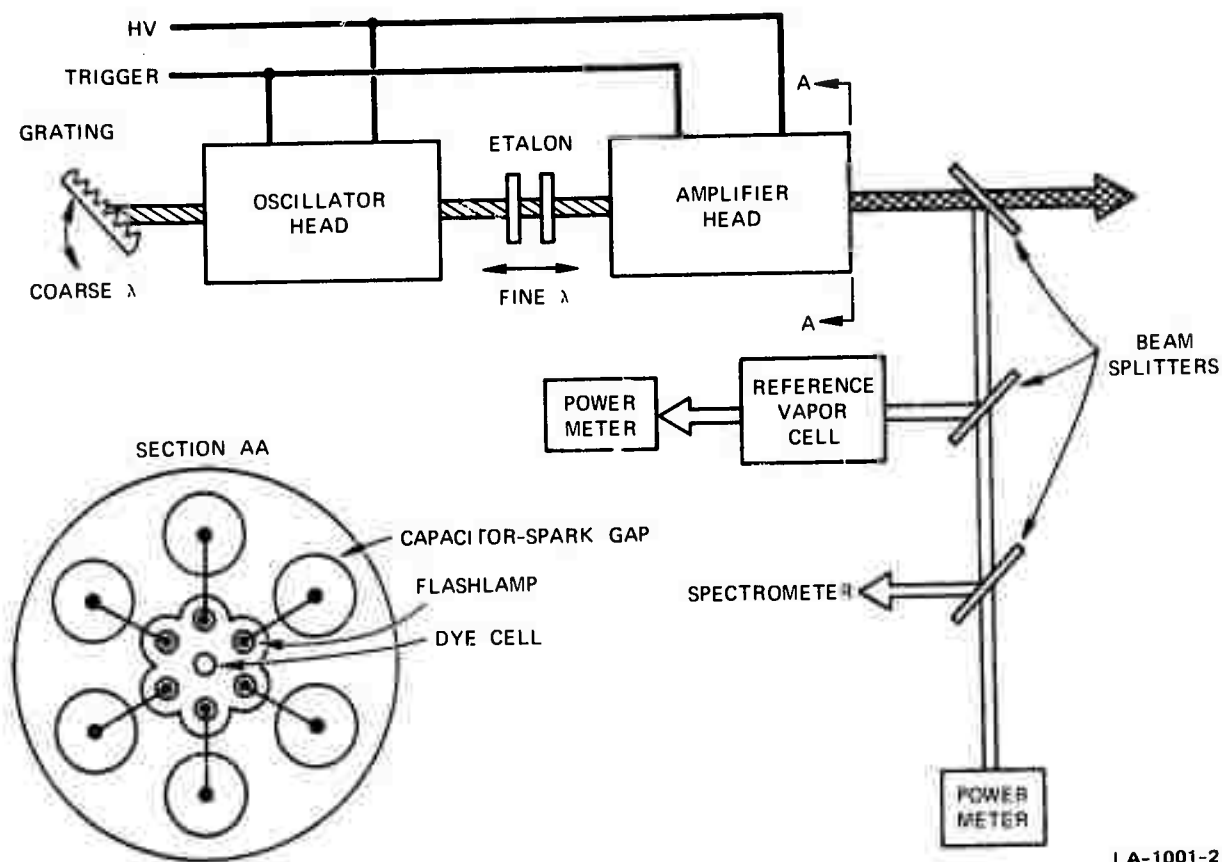 HV
TRIGGER
GRATING
COARSE λ
OSCILLATOR
HEAD
ETALON
FINE λ
AMPLIFIER
HEAD
A
A
BEAM
SPLITTERS
POWER
METER
REFERENCE
VAPOR
CELL
SECTION AA
CAPACITOR-SPARK GAP
FLASHLAMP
DYE CELL
SPECTROMETER
POWER
METER
LA-1001-2